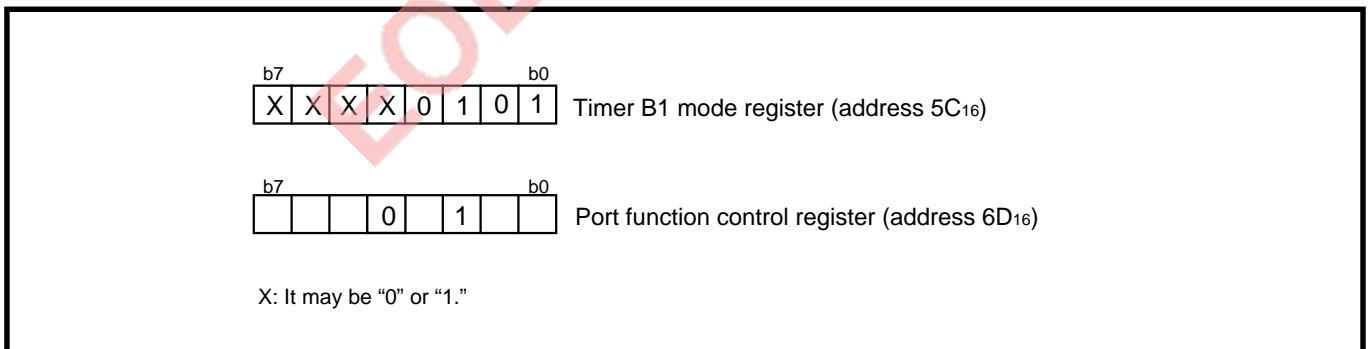 b7 b0
X X X X 0 1 0 1 Timer B1 mode register (address 5C16)
b7 b0
0 1 Port function control register (address 6D16)
X: It may be “0” or “1.”